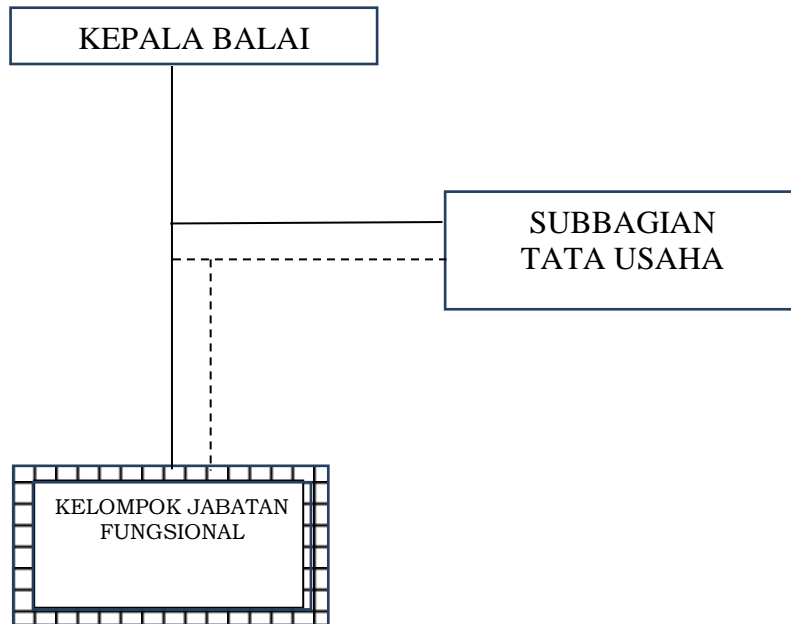 KEPALA BALAI
SUBBAGIAN
TATA USAHA
KELOMPOK JABATAN
FUNGSIONAL